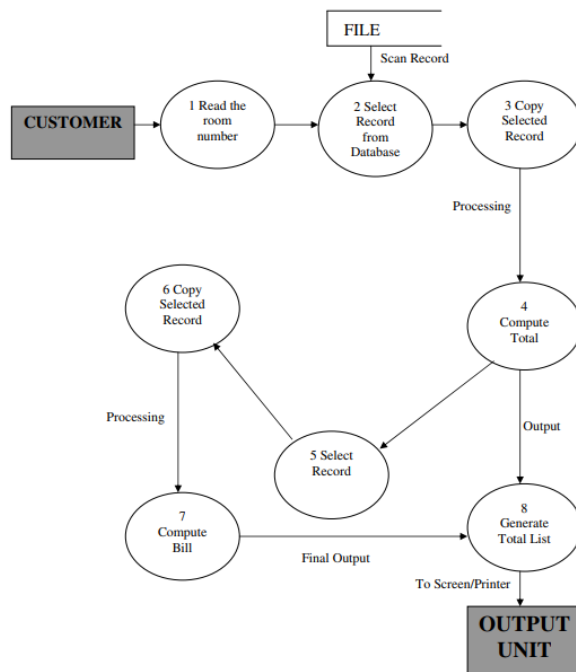 FILE
Scan Record
CUSTOMER
1 Read the
room
number
2 Select
Record
from
Database
3 Copy
Selected
Record
Processing
6 Copy
Selected
Record
4
Compute
Total
Processing
5 Select
Record
Output
7
Compute
Bill
Final Output
8
Generate
Total List
To Screen/Printer
OUTPUT
UNIT